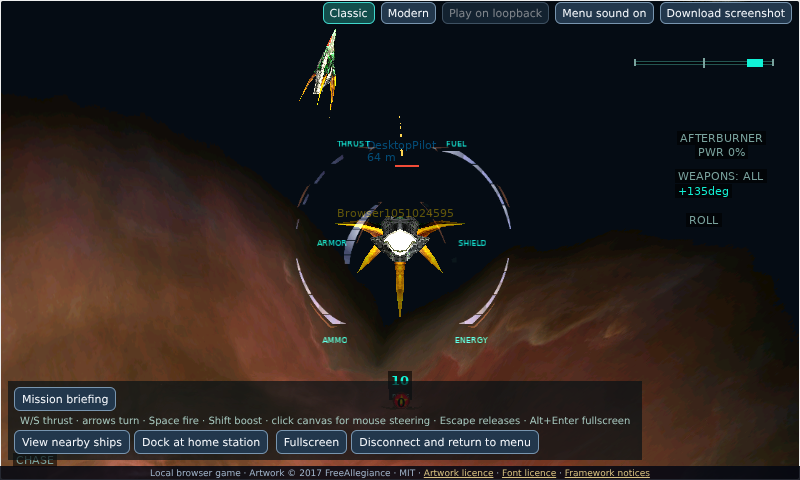 Classic Modern Play on loopback Menu sound on Download screenshot
AFTERBURNER
PWR 0%
THRUST FUEL
DesktopPilot
64 m
WEAPONS: ALL
+135deg
Browser1051024595
ROLL
ARMOR SHIELD
AMMO ENERGY
10
Mission briefing
W/S thrust · arrows turn · Space fire · Shift boost · click canvas for mouse steering · Escape releases · Alt+Enter fullscreen
View nearby ships Dock at home station Fullscreen Disconnect and return to menu
CHASE
Local browser game · Artwork © 2017 FreeAllegiance · MIT · Artwork licence · Font licence · Framework notices